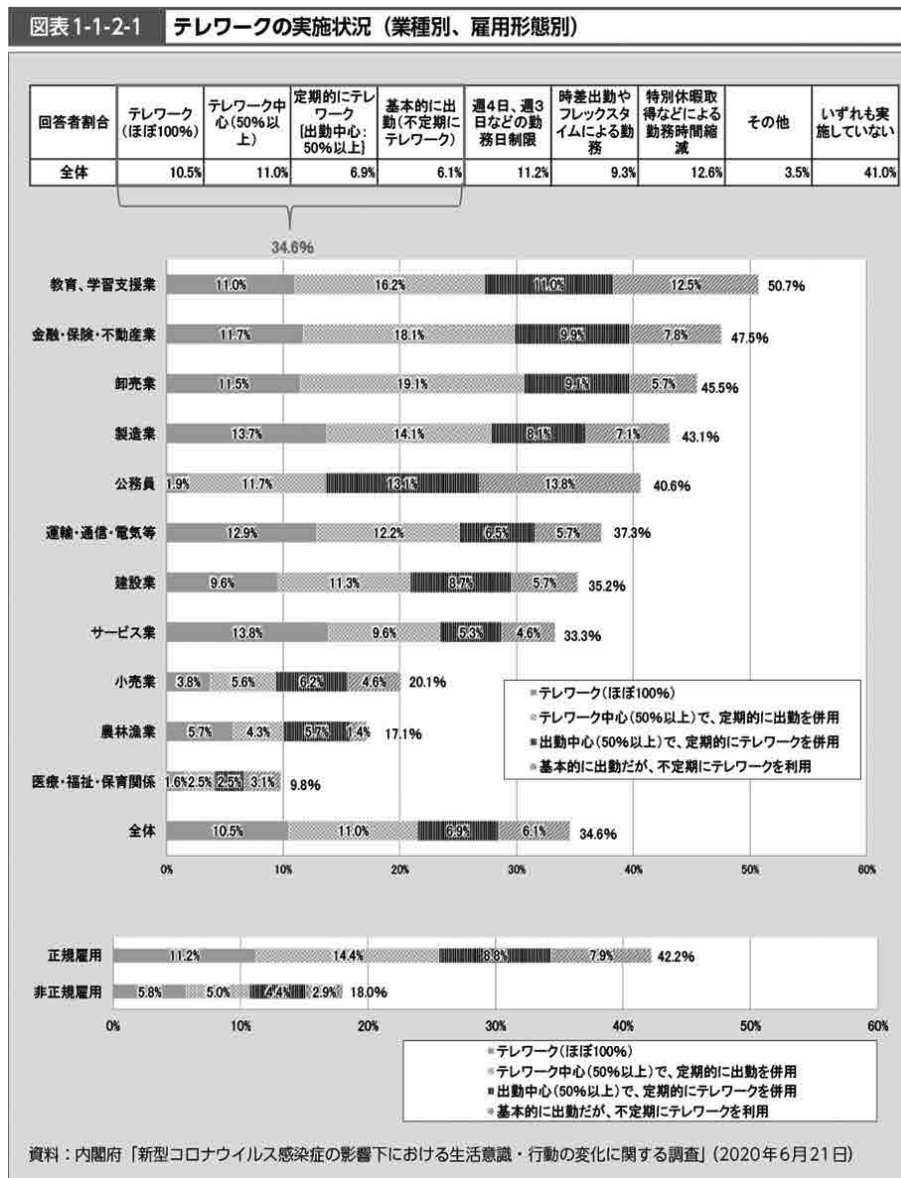 図表1-1-2-1 テレワークの実施状況（業種別、雇用形態別）
回答者割合 テレワーク（ほぼ100%） テレワーク中心（50%以上） 定期的にテレワーク［出勤中心：50%以上］ 基本的に出勤（不定期にテレワーク） 週4日、週3日などの勤務日制限 時差出勤やフレックスタイムによる勤務 特別休暇取得などによる勤務時間縮減 その他 いずれも実施していない
全体 10.5% 11.0% 6.9% 6.1% 11.2% 9.3% 12.6% 3.5% 41.0%
34.6%
教育、学習支援業 11.0% 16.2% 11.0% 12.5% 50.7%
金融・保険・不動産業 11.7% 18.1% 9.9% 7.8% 47.5%
卸売業 11.5% 19.1% 9.1% 5.7% 45.5%
製造業 13.7% 14.1% 8.1% 7.1% 43.1%
公務員 1.9% 11.7% 13.1% 13.8% 40.6%
運輸・通信・電気等 12.9% 12.2% 6.5% 5.7% 37.3%
建設業 9.6% 11.3% 8.7% 5.7% 35.2%
サービス業 13.8% 9.6% 5.3% 4.6% 33.3%
小売業 3.8% 5.6% 6.2% 4.6% 20.1%
農林漁業 5.7% 4.3% 5.7% 1.4% 17.1%
医療・福祉・保育関係 1.6% 2.5% 2.5% 3.1% 9.8%
全体 10.5% 11.0% 6.9% 6.1% 34.6%
0% 10% 20% 30% 40% 50% 60%
テレワーク（ほぼ100%）
テレワーク中心（50%以上）で、定期的に出勤を併用
出勤中心（50%以上）で、定期的にテレワークを併用
基本的に出勤だが、不定期にテレワークを利用
正規雇用 11.2% 14.4% 8.8% 7.9% 42.2%
非正規雇用 5.8% 5.0% 4.4% 2.9% 18.0%
0% 10% 20% 30% 40% 50% 60%
テレワーク（ほぼ100%）
テレワーク中心（50%以上）で、定期的に出勤を併用
出勤中心（50%以上）で、定期的にテレワークを併用
基本的に出勤だが、不定期にテレワークを利用
資料：内閣府「新型コロナウイルス感染症の影響下における生活意識・行動の変化に関する調査」（2020年6月21日）